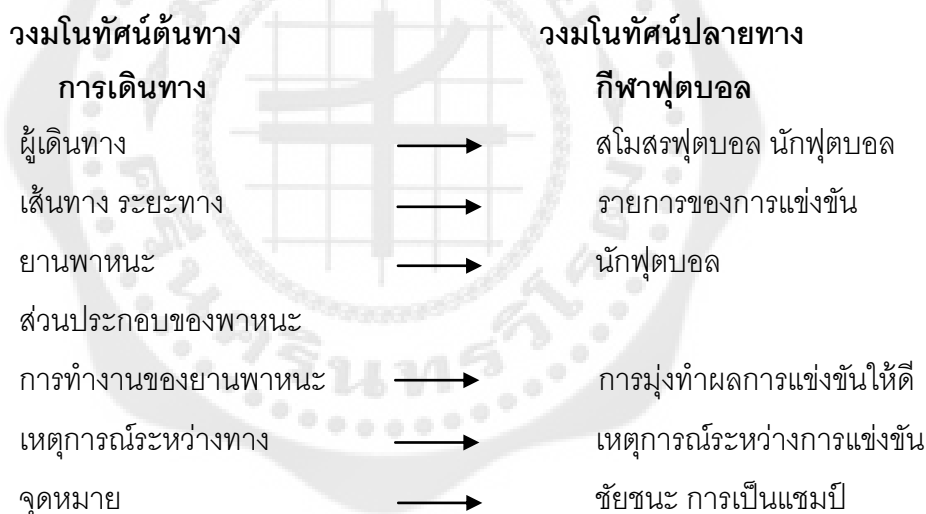 วงมโนทัศน์ต้นทาง วงมโนทัศน์ปลายทาง
การเดินทาง กีฬาฟุตบอล
ผู้เดินทาง สโมสรฟุตบอล นักฟุตบอล
เส้นทาง ระยะทาง รายการของการแข่งขัน
ยานพาหนะ นักฟุตบอล
ส่วนประกอบของพาหนะ
การทำงานของยานพาหนะ การมุ่งทำผลการแข่งขันให้ดี
เหตุการณ์ระหว่างทาง เหตุการณ์ระหว่างการแข่งขัน
จุดหมาย ชัยชนะ การเป็นแชมป์